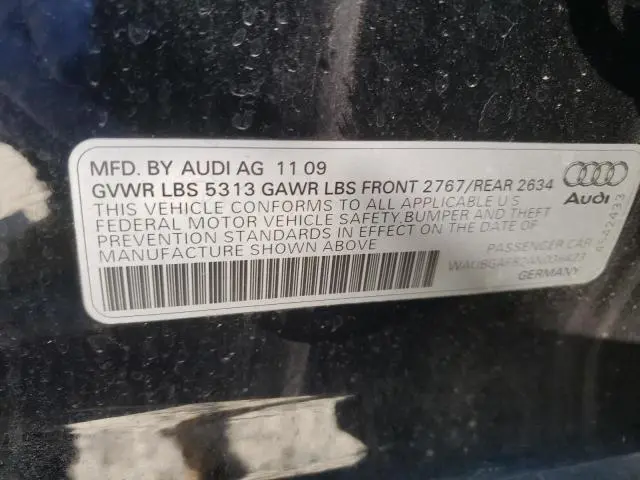 MFD. BY AUDI AG 11 09
GVWR LBS 5313 GAWR LBS FRONT 2767/REAR 2634
THIS VEHICLE CONFORMS TO ALL APPLICABLE U S
FEDERAL MOTOR VEHICLE SAFETY,BUMPER AND THEFT
PREVENTION STANDARDS IN EFFECT ON THE DATE OF
MANUFACTURE SHOWN ABOVE
PASSENGER CAR
GERMANY
Audi